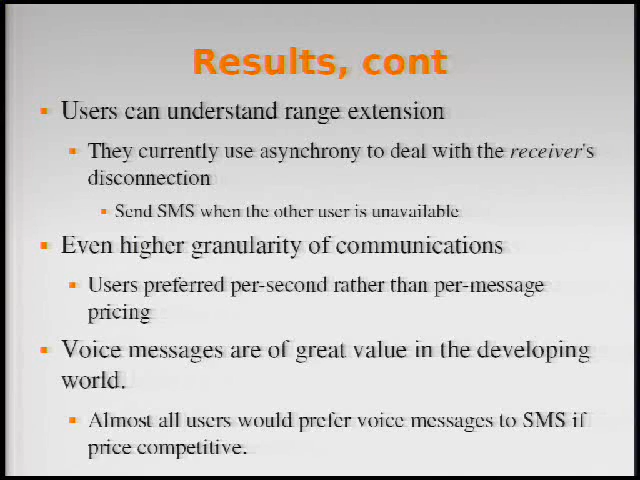 Results, cont
Users can understand range extension
They currently use asynchrony to deal with the receiver's
disconnection
Send SMS when the other user is unavailable
Even higher granularity of communications
Users preferred per-second rather than per-message
pricing
Voice messages are of great value in the developing
world.
Almost all users would prefer voice messages to SMS if
price competitive.